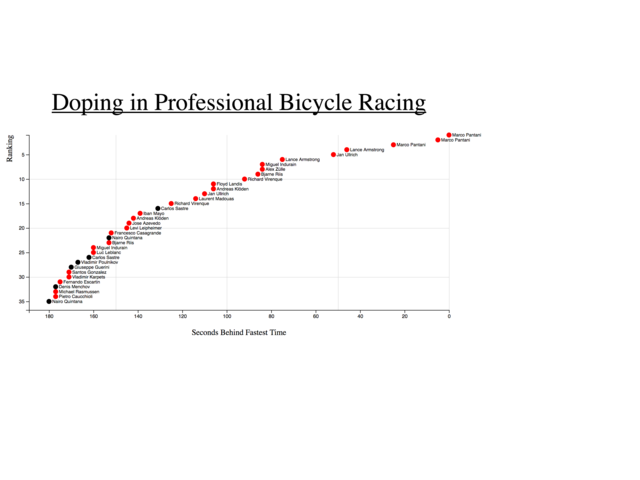 Doping in Professional Bicycle Racing
Ranking
Marco Pantani
Marco Pantani
Marco Pantani
Lance Armstrong
Jan Ullrich
Lance Armstrong
Miguel Indurain
Alex Zülle
Bjarne Riis
Richard Virenque
Floyd Landis
Andreas Klöden
Jan Ullrich
Laurent Madouas
Richard Virenque
Carlos Sastre
Iban Mayo
Andreas Klöden
Jose Azevedo
Levi Leipheimer
Francesco Casagrande
Nairo Quintana
Bjarne Riis
Miguel Indurain
Luc Leblanc
Carlos Sastre
Vladimir Poulnikov
Giuseppe Guerini
Santos Gonzalez
Vladimir Karpets
Fernando Escartin
Denis Menchov
Michael Rasmussen
Pietro Caucchioli
Nairo Quintana
5
10
15
20
25
30
35
180 160 140 120 100 80 60 40 20 0
Seconds Behind Fastest Time